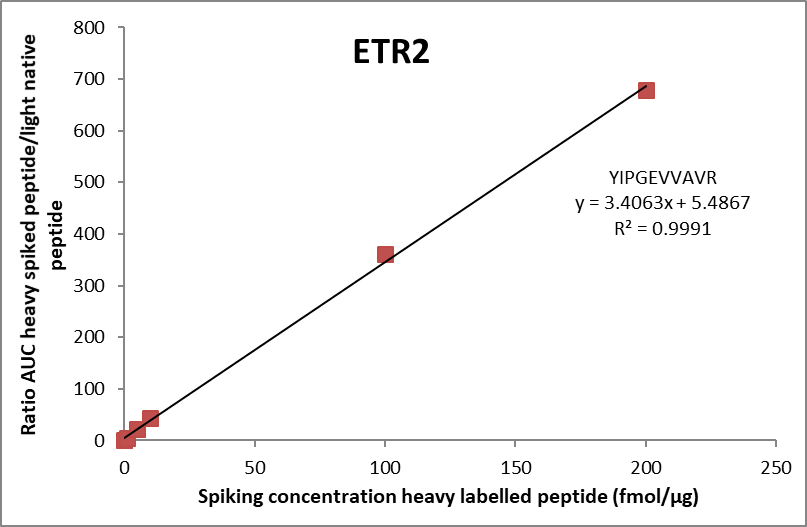 ETR2
Ratio AUC heavy spiked peptide/light native
peptide
800
700
600
500
400
300
200
100
0
YIPGEVVAVR
y = 3.4063x + 5.4867
R² = 0.9991
0 50 100 150 200 250
Spiking concentration heavy labelled peptide (fmol/µg)